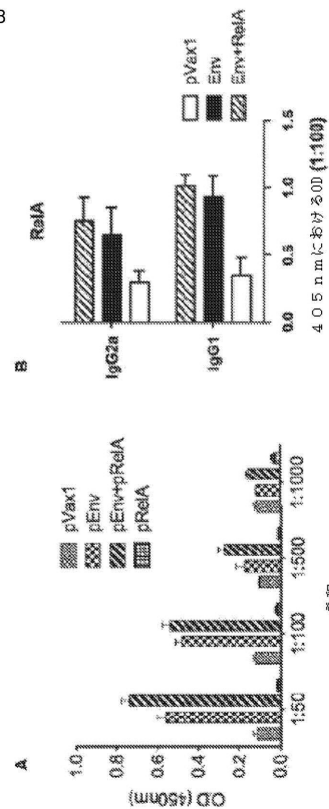 A
OD (450nm)
1.0
0.8
0.6
0.4
0.2
0.0
pVax1
pEnv
pEnv+pRelA
pRelA
1:50
1:100
1:500
1:1000
B
RelA
IgG2a
IgG1
pVax1
Env
Env+RelA
0.0
0.5
1.0
1.5
405nmにおけるOD (1:100)